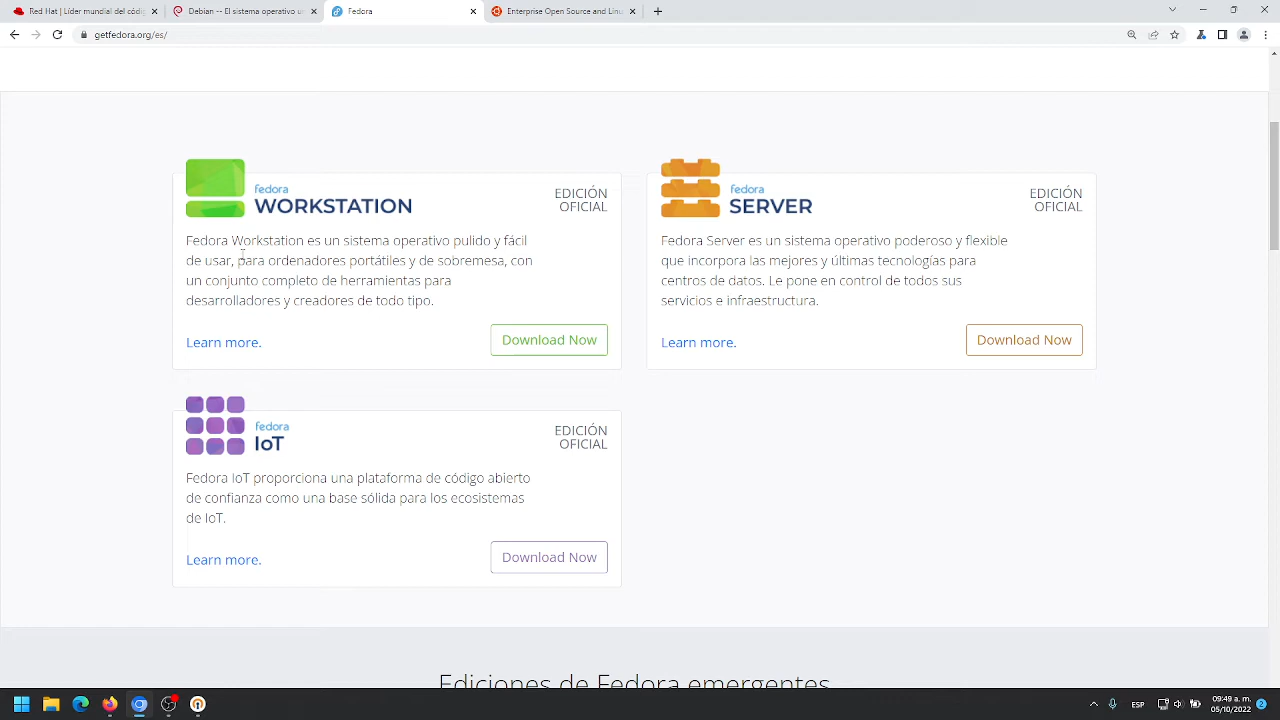 Red Hat | Líder mundial del códi
Debian -- El sistema operativo u
Fedora
Enterprise Open Source and Linu
getfedora.org/es/
fedora
WORKSTATION
EDICIÓN
OFICIAL
Fedora Workstation es un sistema operativo pulido y fácil
de usar, para ordenadores portátiles y de sobremesa, con
un conjunto completo de herramientas para
desarrolladores y creadores de todo tipo.
Learn more.
Download Now
fedora
SERVER
EDICIÓN
OFICIAL
Fedora Server es un sistema operativo poderoso y flexible
que incorpora las mejores y últimas tecnologías para
centros de datos. Le pone en control de todos sus
servicios e infraestructura.
Learn more.
Download Now
fedora
IoT
EDICIÓN
OFICIAL
Fedora IoT proporciona una plataforma de código abierto
de confianza como una base sólida para los ecosistemas
de IoT.
Learn more.
Download Now
Ediciones de Fedora emergentes
ESP
09:49 a. m.
05/10/2022
2